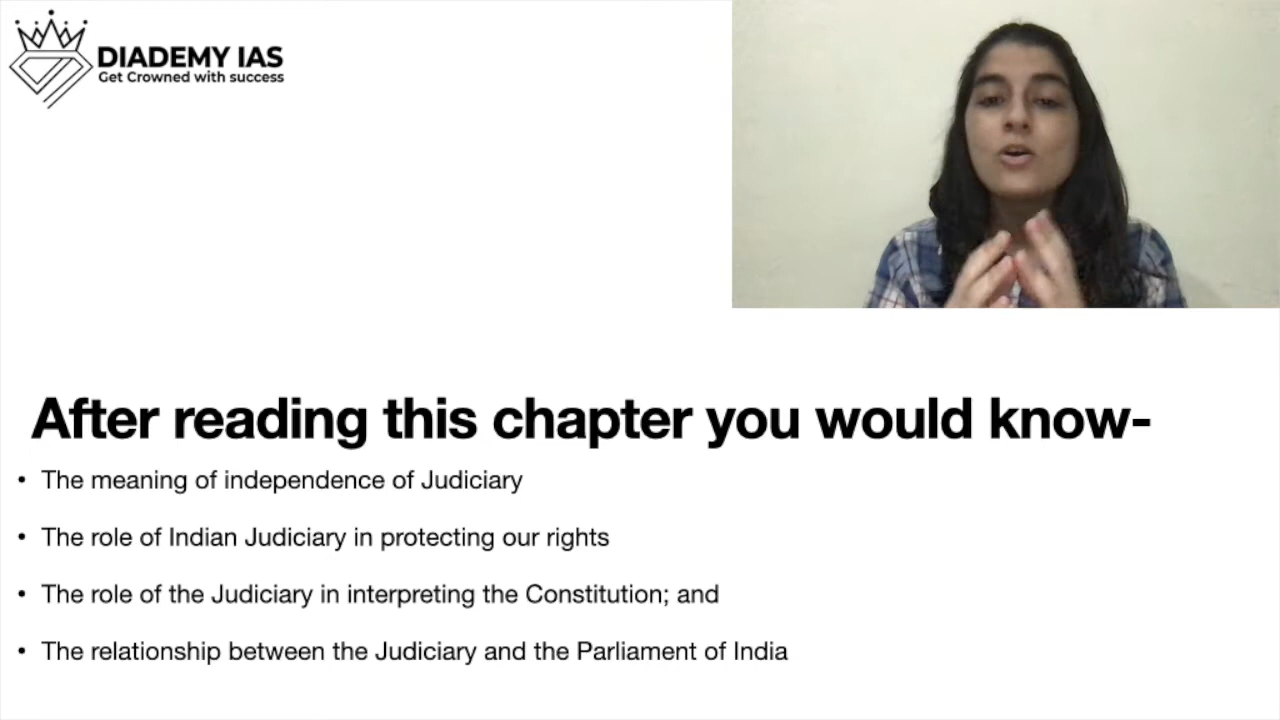 DIADEMY IAS
Get Crowned with success
After reading this chapter you would know-
• The meaning of independence of Judiciary
• The role of Indian Judiciary in protecting our rights
• The role of the Judiciary in interpreting the Constitution; and
• The relationship between the Judiciary and the Parliament of India